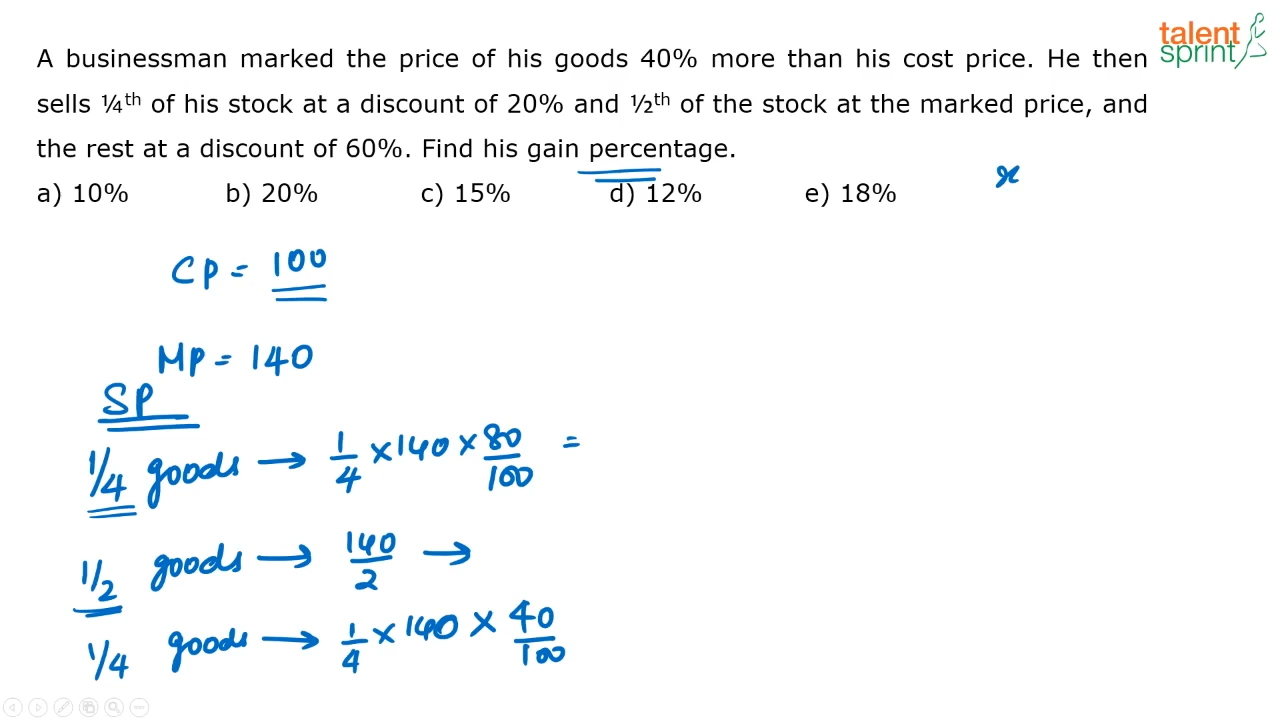 talent
sprint
A businessman marked the price of his goods 40% more than his cost price. He then
sells ¼ᵗʰ of his stock at a discount of 20% and ½ᵗʰ of the stock at the marked price, and
the rest at a discount of 60%. Find his gain percentage.
a) 10% b) 20% c) 15% d) 12% e) 18%
x
CP = 100
MP = 140
SP
1/4 goods → 1/4 × 140 × 80/100 =
1/2 goods → 140/2 →
1/4 goods → 1/4 × 140 × 40/100